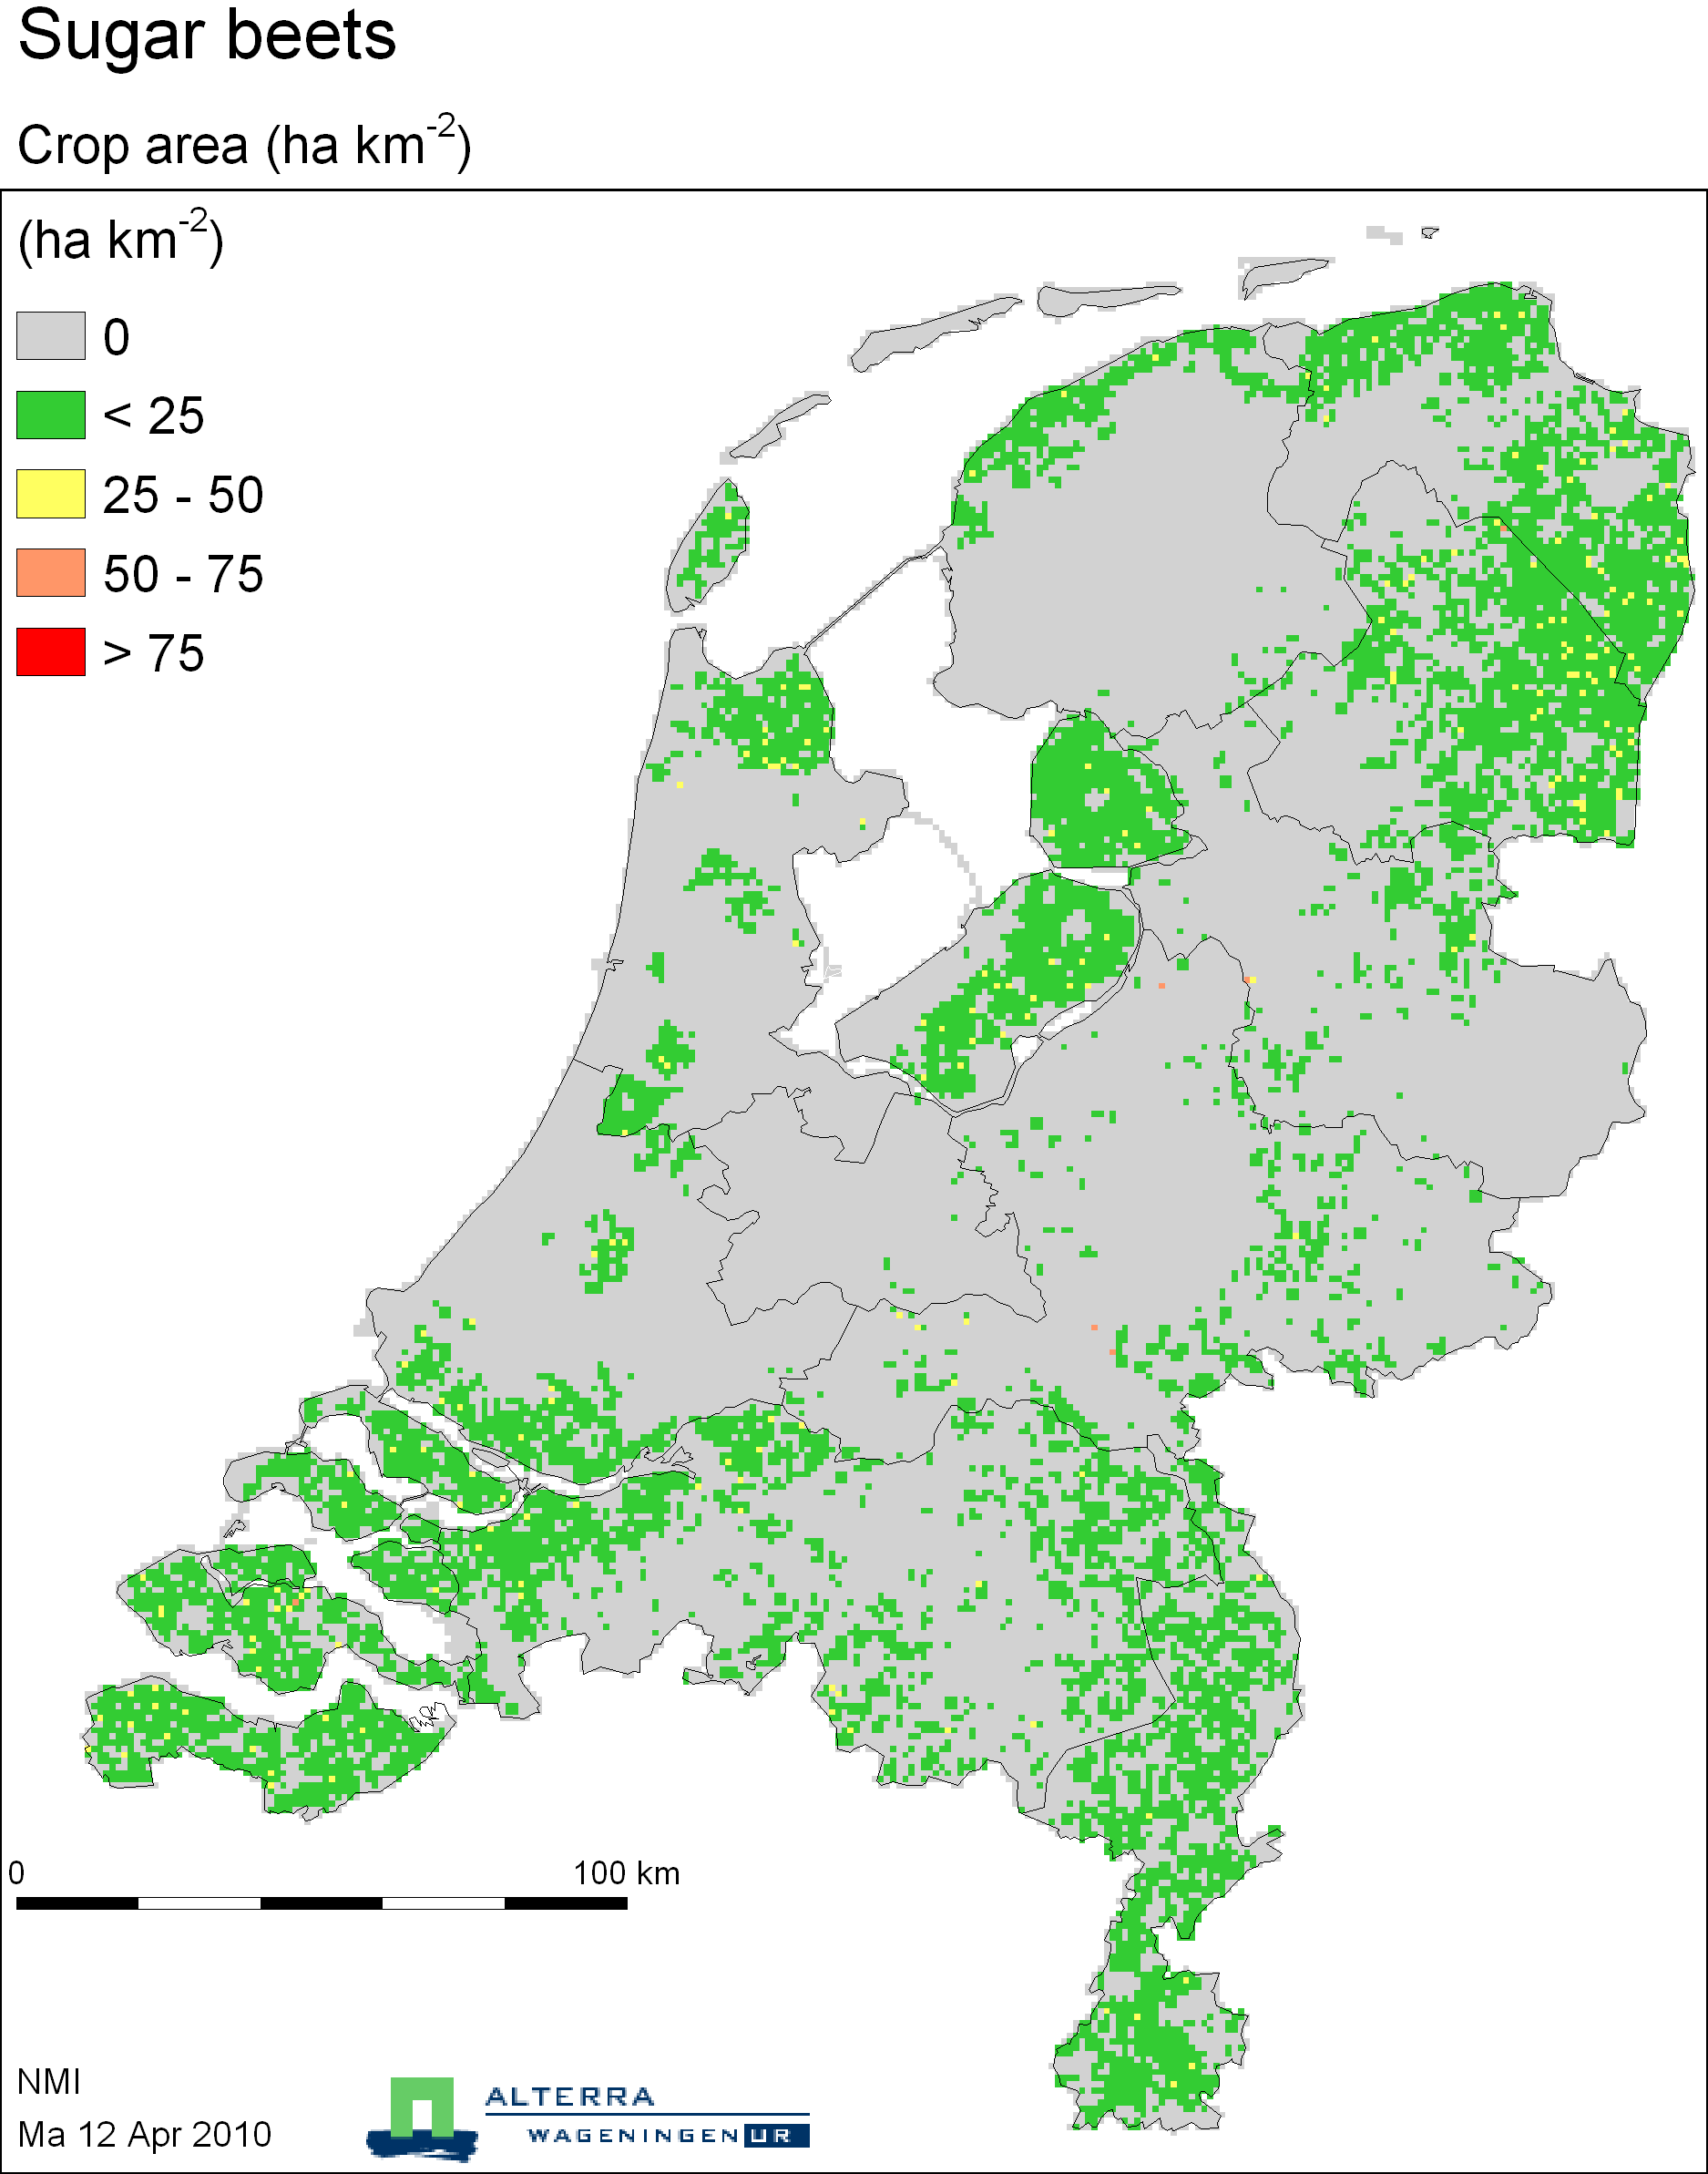 Sugar beets
Crop area (ha km-2)
(ha km-2)
0
< 25
25 - 50
50 - 75
> 75
0 100 km
NMI
Ma 12 Apr 2010
ALTERRA
WAGENINGEN UR